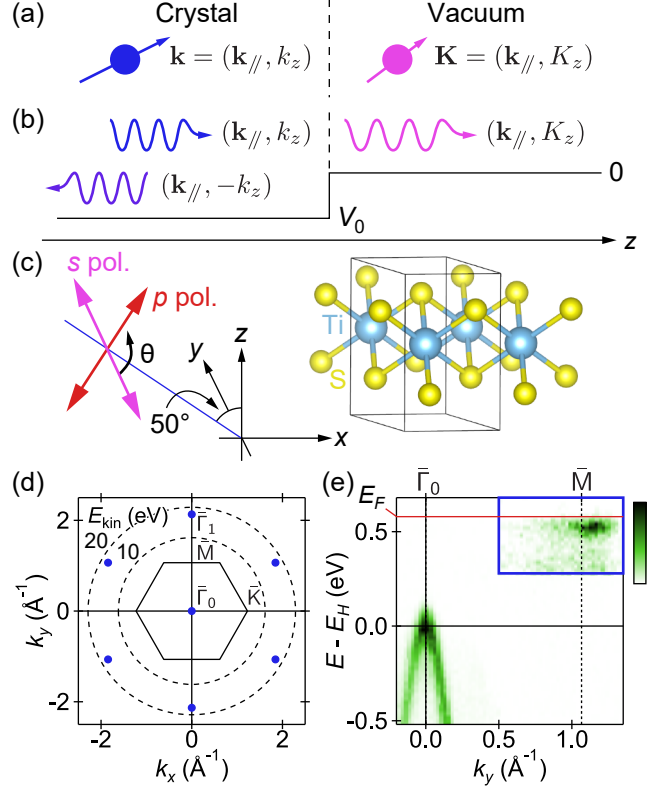 (a) Crystal Vacuum
k = (k//, kz) K = (k//, Kz)
(b)
(k//, kz) (k//, Kz)
(k//, −kz) 0
V0
z
(c)
s pol.
p pol.
θ
y z
50°
x
Ti
S
(d)
Ekin (eV)
20 10
Γ̄1
M̄
Γ̄0 K̄
2
0
-2
ky (Å-1)
-2 0 2
kx (Å-1)
(e)
Γ̄0 M̄
EF
0.5
0.0
-0.5
E - EH (eV)
0.0 0.5 1.0
ky (Å-1)